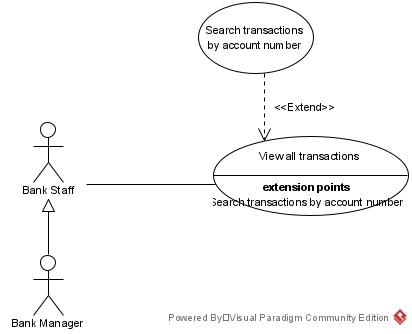 Search transactions
by account number
<<Extend>>
View all transactions
extension points
Search transactions by account number
Bank Staff
Bank Manager
Powered By Visual Paradigm Community Edition